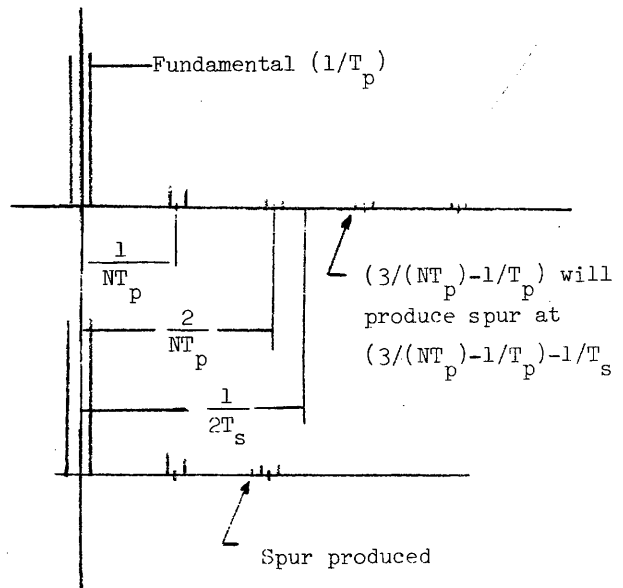 Fundamental (1/T_p)
1/NT_p
(3/(NT_p)-1/T_p) will
produce spur at
(3/(NT_p)-1/T_p)-1/T_s
2/NT_p
1/2T_s
Spur produced